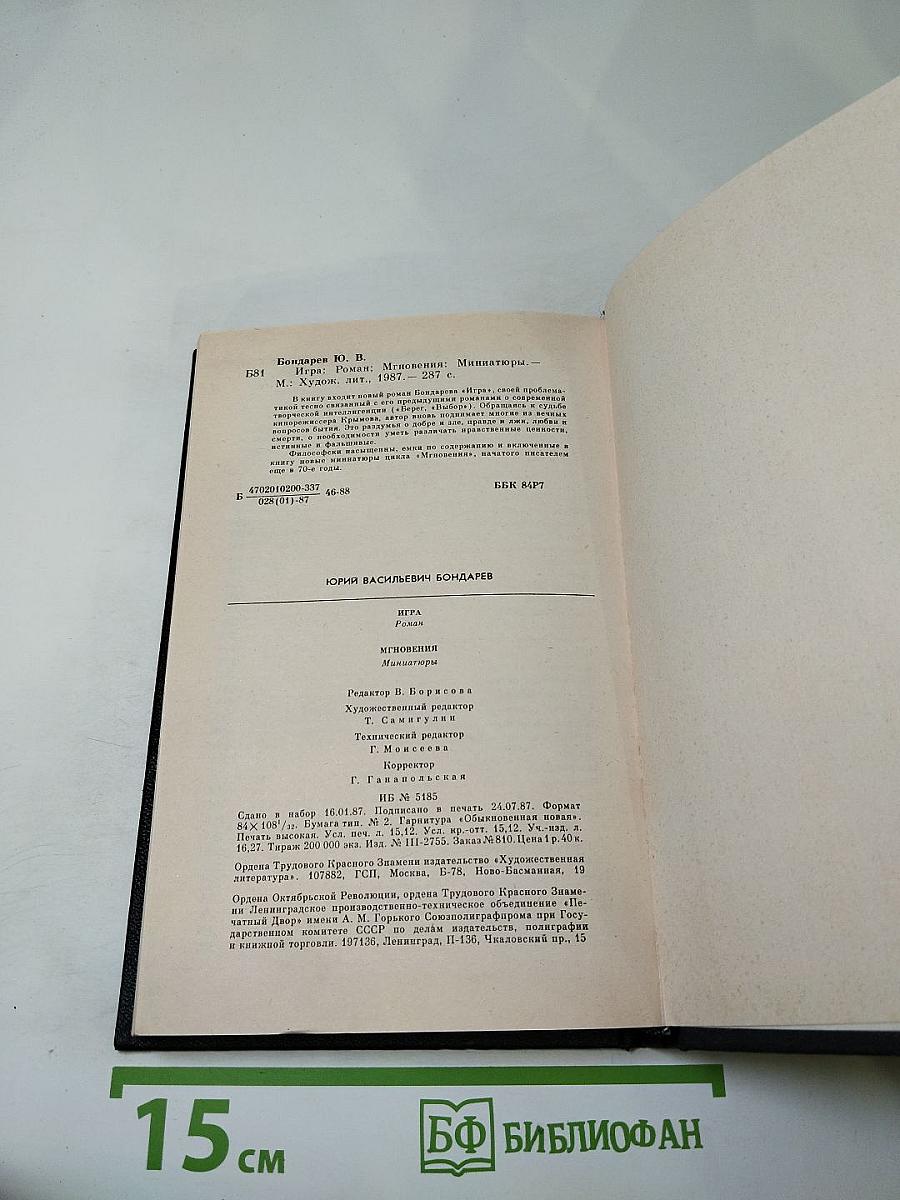 Бондарев Ю. В.
Б81 Игра: Роман; Мгновения: Миниатюры.—
М.: Худож. лит., 1987.— 287 с.
В книгу входят новый роман Бондарева «Игра», своей проблема-
тикой тесно связанный с его предыдущими романами о современной
творческой интеллигенции («Берег, «Выбор»). Обращаясь к судьбе
кинорежиссера Крымова, автор вновь поднимает многие из вечных
вопросов бытия. Это раздумья о добре и зле, правде и лжи, любви и
смерти, о необходимости уметь различать нравственные ценности,
истинные и фальшивые.
Философски насыщенны, емки по содержанию и включенные в
книгу новые миниатюры цикла «Мгновения», начатого писателем
еще в 70-е годы.
Б 4702010200-337 46-88 ББК 84Р7
028(01)-87
ЮРИЙ ВАСИЛЬЕВИЧ БОНДАРЕВ
ИГРА
Роман
МГНОВЕНИЯ
Миниатюры
Редактор В. Борисова
Художественный редактор
Т. Самигулин
Технический редактор
Г. Моисеева
Корректор
Г. Ганапольская
ИБ № 5185
Сдано в набор 16.01.87. Подписано в печать 24.07.87. Формат
84×108¹/₃₂. Бумага тип. № 2. Гарнитура «Обыкновенная новая».
Печать высокая. Усл. печ. л. 15,12. Усл. кр.-отт. 15,12. Уч.-изд. л.
16,27. Тираж 200 000 экз. Изд. № III-2755. Заказ № 810. Цена 1 р. 40 к.
Ордена Трудового Красного Знамени издательство «Художественная
литература». 107882, ГСП, Москва, Б-78, Ново-Басманная, 19
Ордена Октябрьской Революции, ордена Трудового Красного Знаме-
ни Ленинградское производственно-техническое объединение «Пе-
чатный Двор» имени А. М. Горького Союзполиграфпрома при Госу-
дарственном комитете СССР по делам издательств, полиграфии
и книжной торговли. 197136, Ленинград, П-136, Чкаловский пр., 15
15 см БФ БИБЛИОФАН